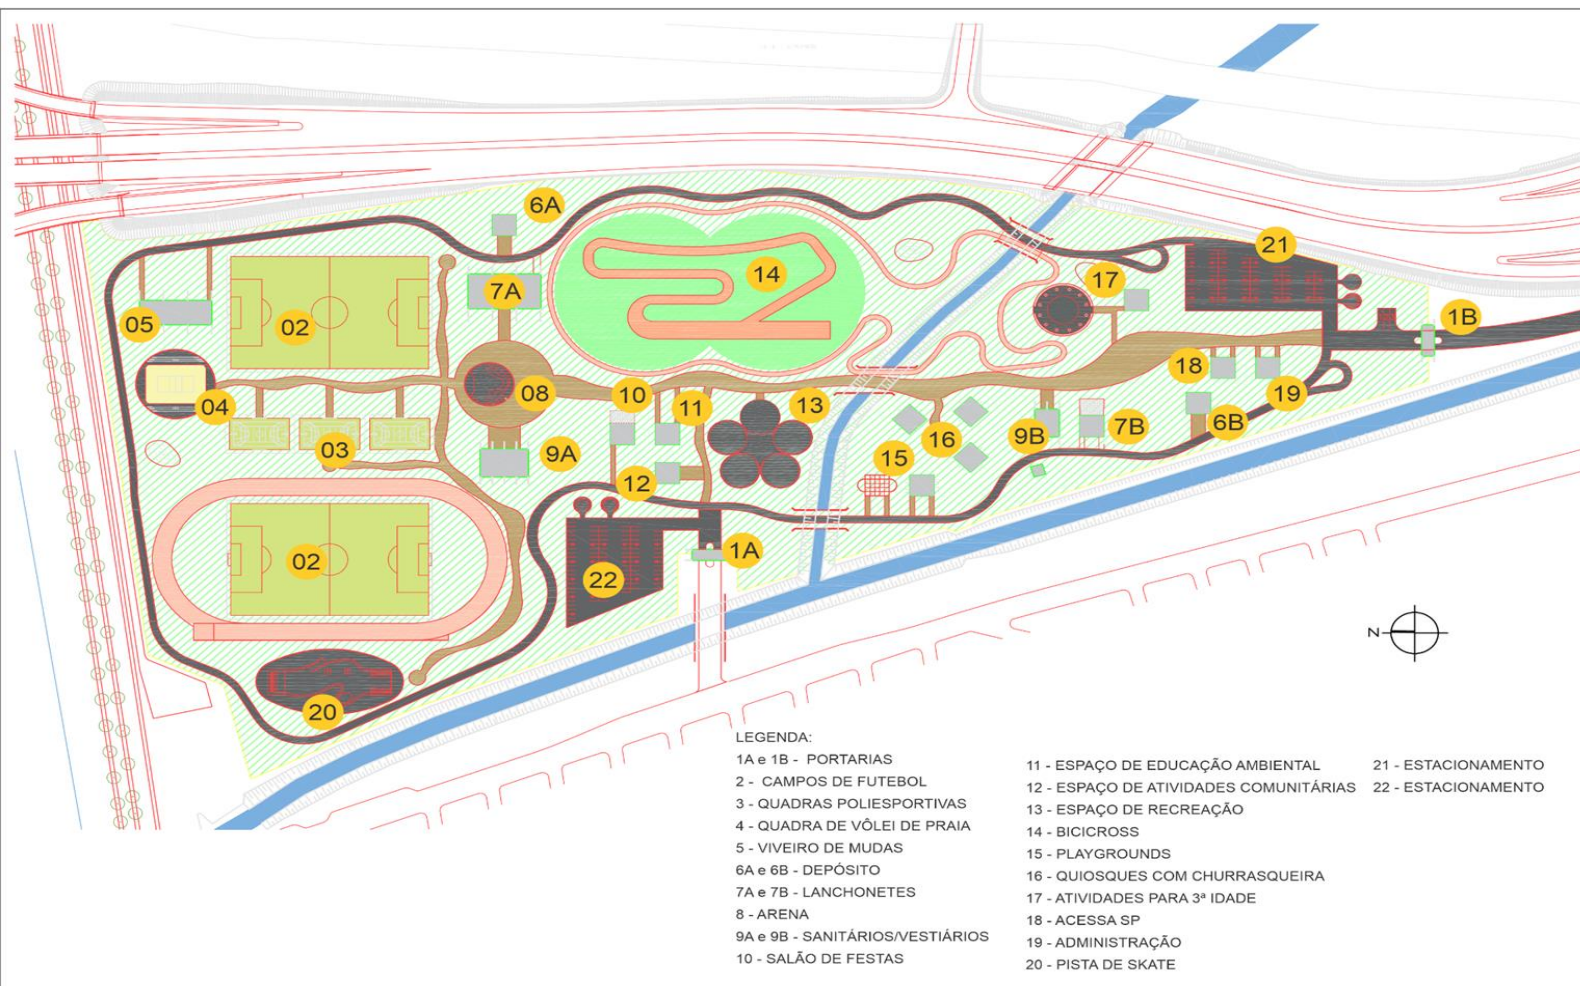 6A
21
14
17
7A
1B
05
02
18
10
08
04
11
13
19
6B
7B
9B
16
03
9A
15
12
1A
02
22
N
20
LEGENDA:
1A e 1B - PORTARIAS
2 - CAMPOS DE FUTEBOL
3 - QUADRAS POLIESPORTIVAS
4 - QUADRA DE VÔLEI DE PRAIA
5 - VIVEIRO DE MUDAS
6A e 6B - DEPÓSITO
7A e 7B - LANCHONETES
8 - ARENA
9A e 9B - SANITÁRIOS/VESTIÁRIOS
10 - SALÃO DE FESTAS
11 - ESPAÇO DE EDUCAÇÃO AMBIENTAL
12 - ESPAÇO DE ATIVIDADES COMUNITÁRIAS
13 - ESPAÇO DE RECREAÇÃO
14 - BICICROSS
15 - PLAYGROUNDS
16 - QUIOSQUES COM CHURRASQUEIRA
17 - ATIVIDADES PARA 3ª IDADE
18 - ACESSA SP
19 - ADMINISTRAÇÃO
20 - PISTA DE SKATE
21 - ESTACIONAMENTO
22 - ESTACIONAMENTO